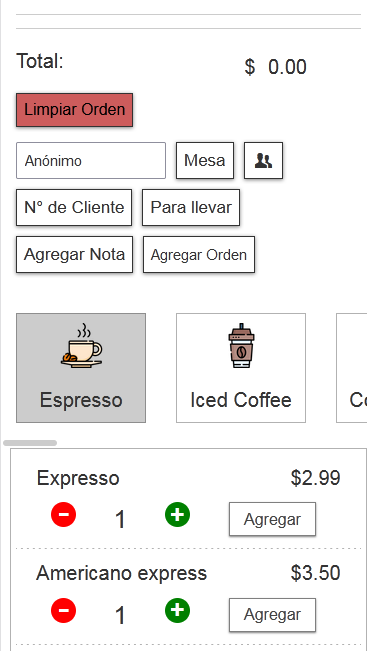 Total: $ 0.00
Limpiar Orden
Anónimo Mesa
N° de Cliente Para llevar
Agregar Nota Agregar Orden
Espresso Iced Coffee
Expresso $2.99
1 Agregar
Americano express $3.50
1 Agregar